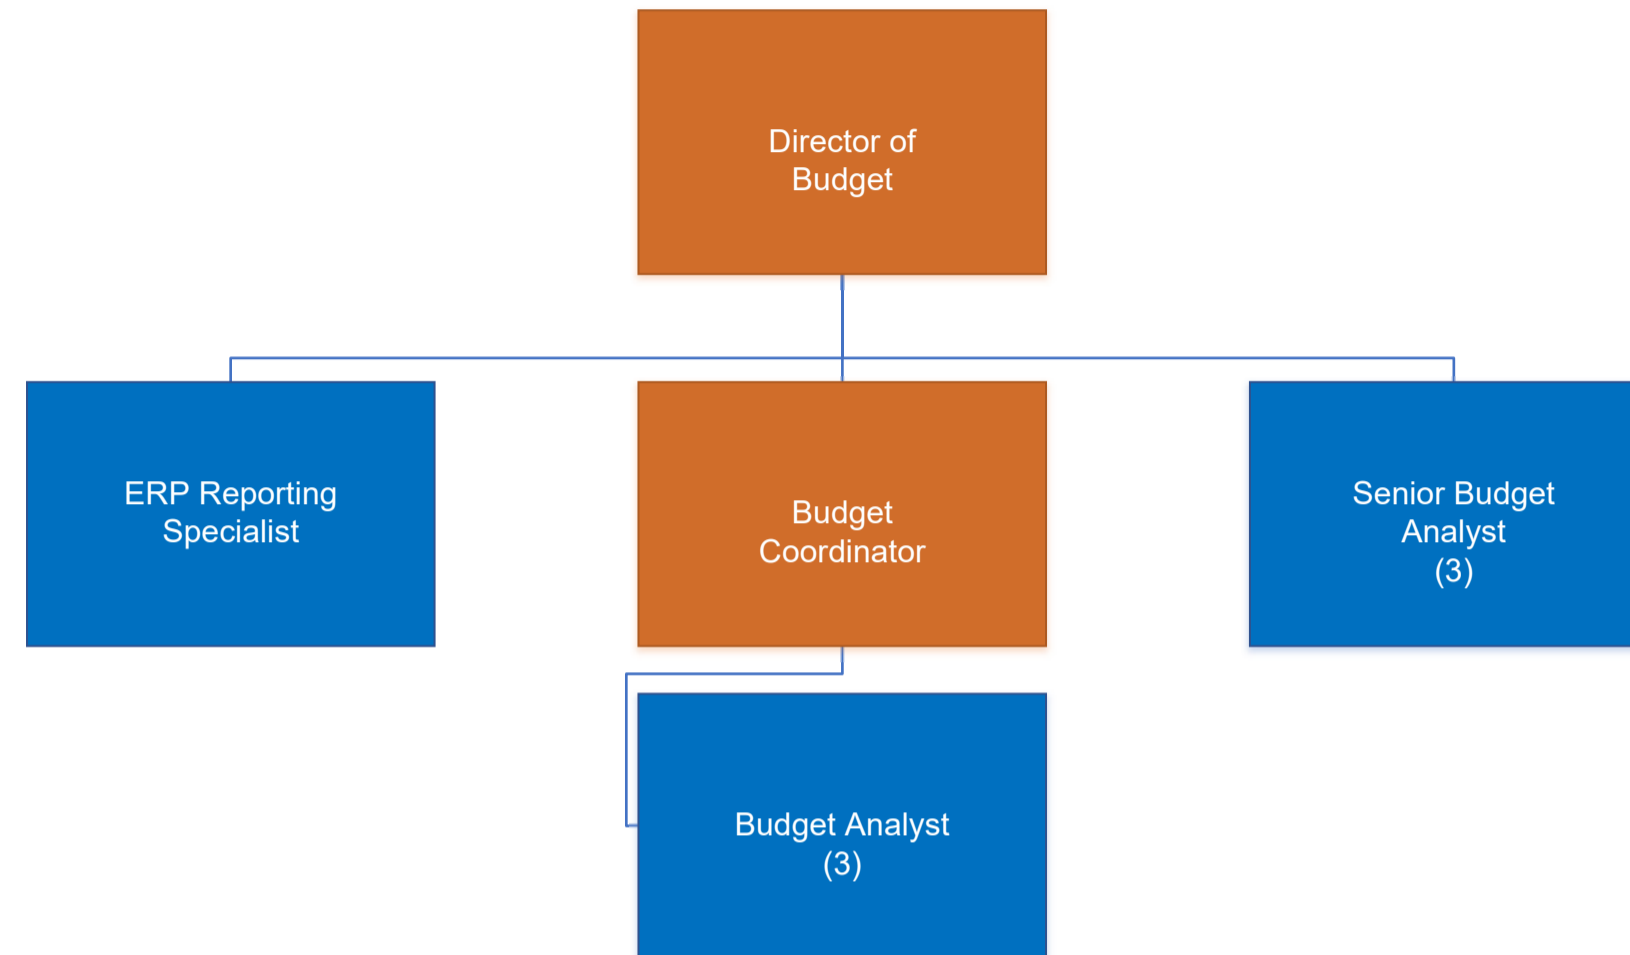 Director of
Budget
ERP Reporting
Specialist
Budget
Coordinator
Senior Budget
Analyst
(3)
Budget Analyst
(3)